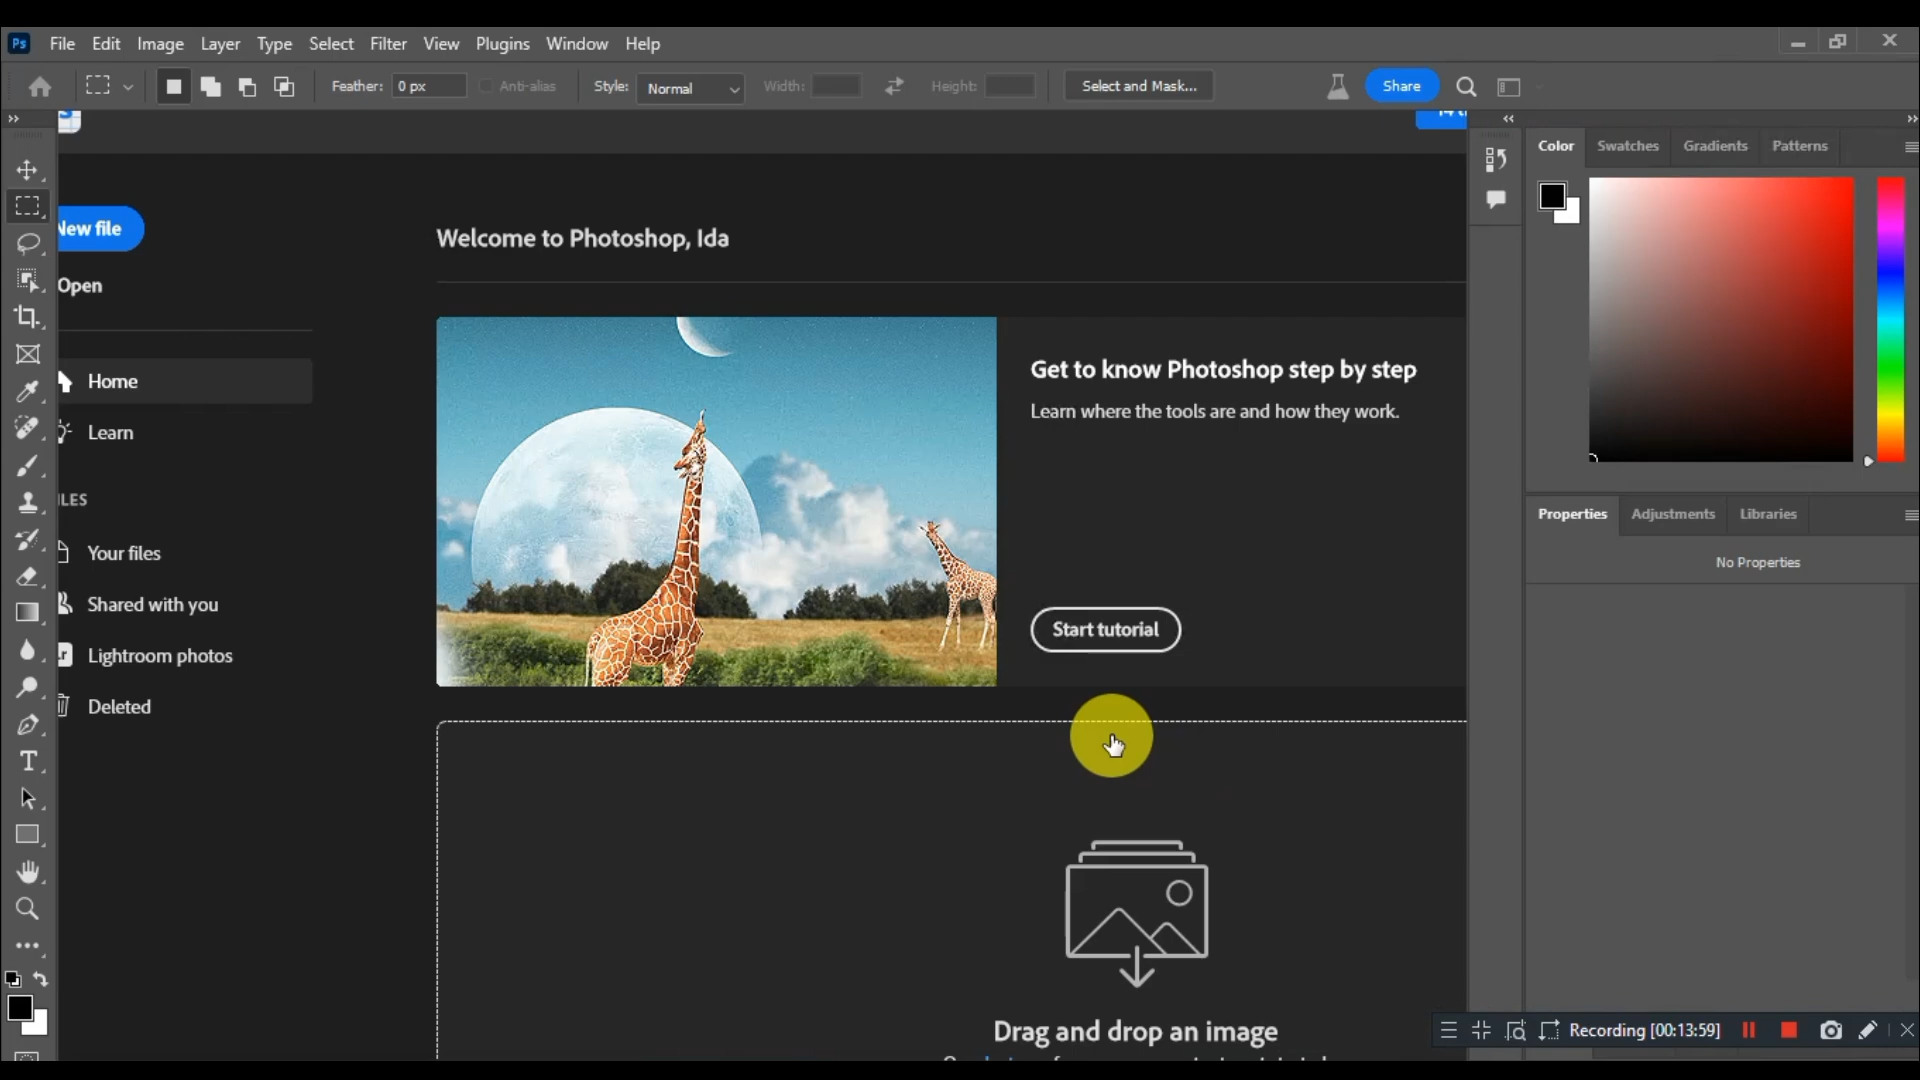 Ps File Edit Image Layer Type Select Filter View Plugins Window Help
Feather: 0 px Anti-alias Style: Normal Width: Height: Select and Mask... Share
Color Swatches Gradients Patterns
New file
Welcome to Photoshop, Ida
Open
Get to know Photoshop step by step
Home
Learn where the tools are and how they work.
Learn
Properties Adjustments Libraries
Your files
No Properties
Shared with you
Start tutorial
Lightroom photos
Deleted
Drag and drop an image
Recording [00:13:59]